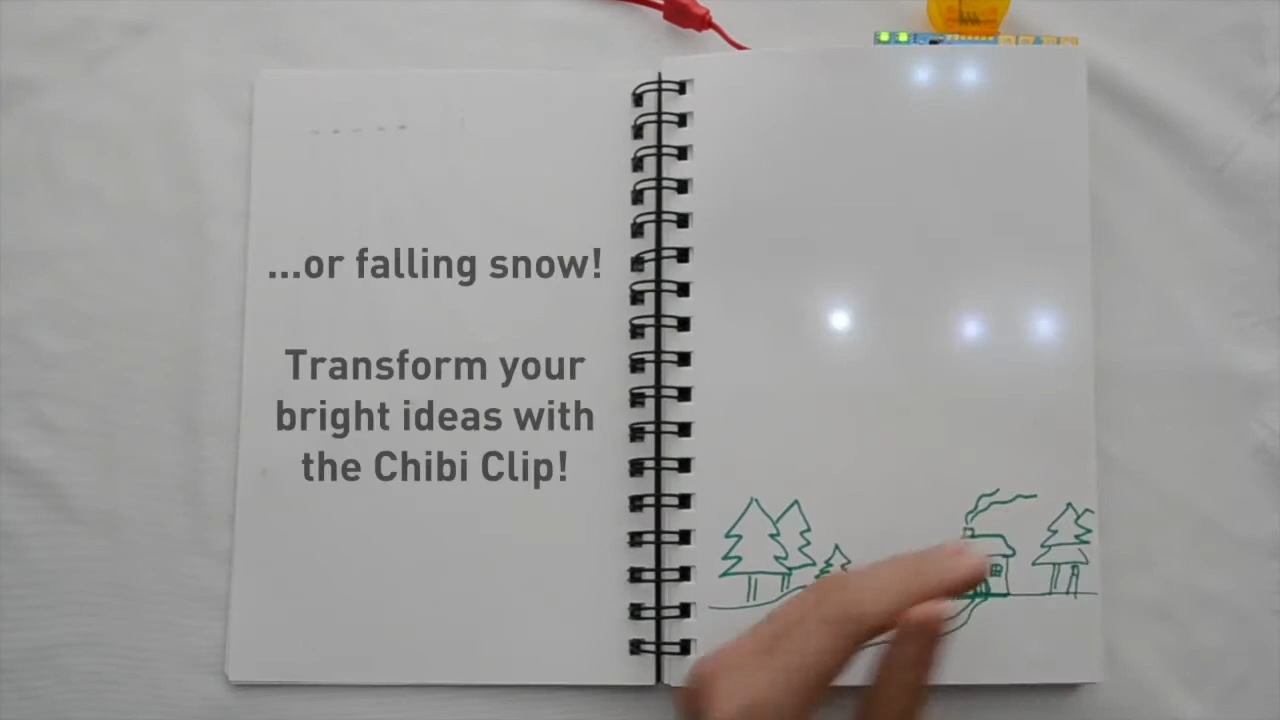 ...or falling snow!
Transform your
bright ideas with
the Chibi Clip!